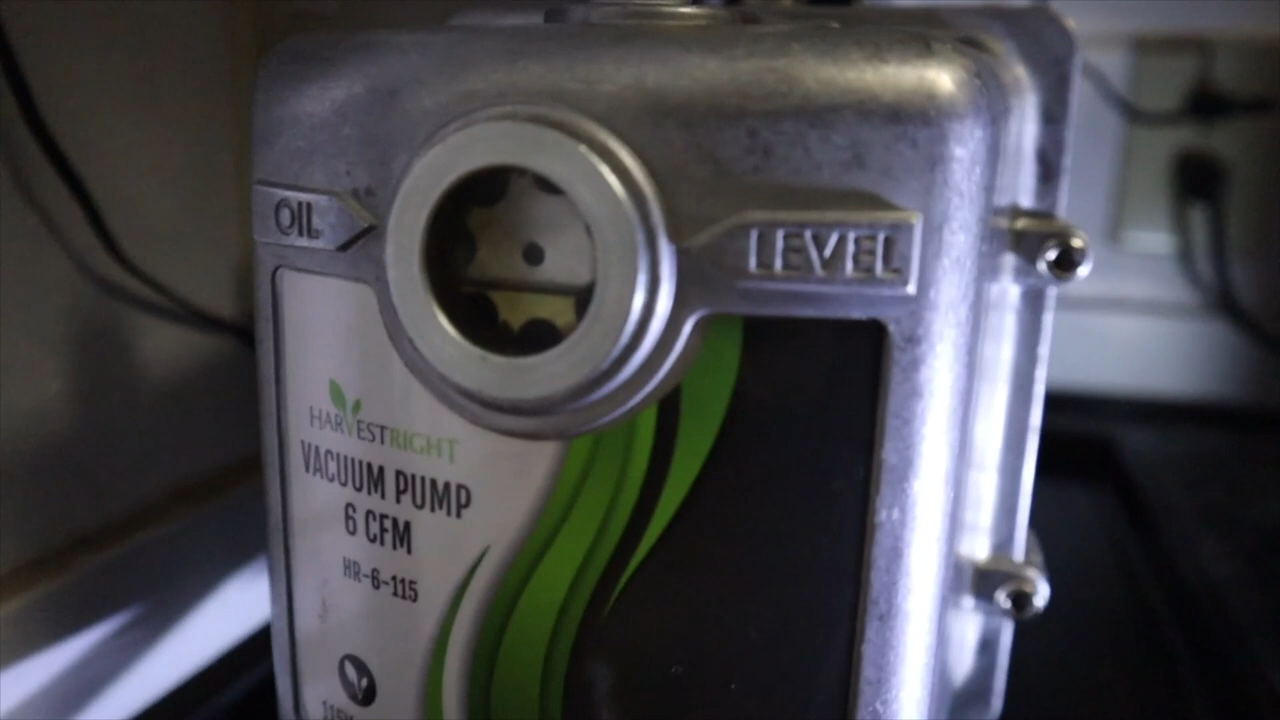 OIL
LEVEL
HARVESTRIGHT
VACUUM PUMP
6 CFM
HR-6-115